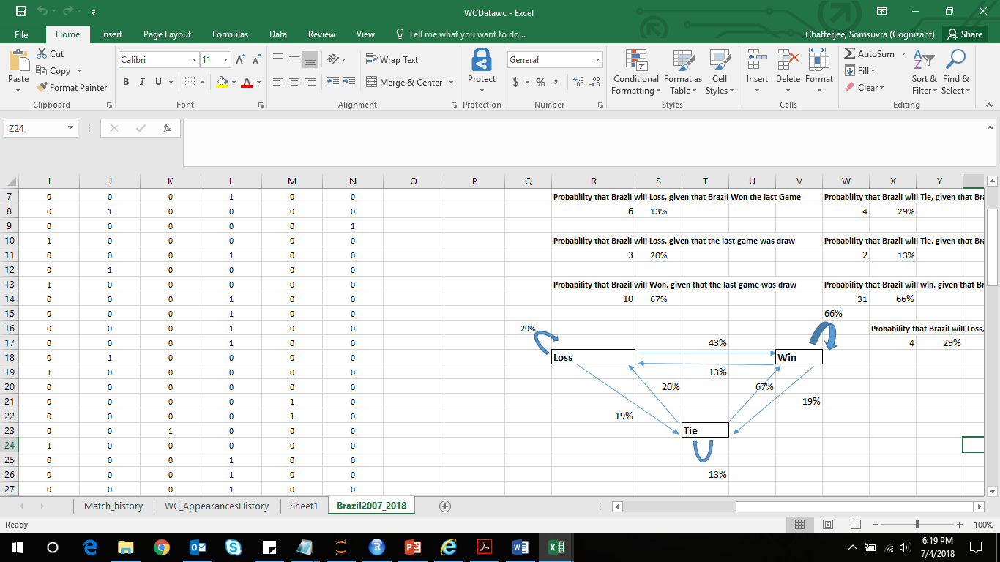 WCDatawc - Excel
File Home Insert Page Layout Formulas Data Review View Tell me what you want to do... Chatterjee, Somsuvra (Cognizant) Share
Paste Cut Copy Format Painter
Calibri 11 A A B I U A
Wrap Text Merge & Center
Protect
General $ % ,
Conditional Formatting Format as Table Cell Styles
Insert Delete Format
AutoSum Fill Clear Sort & Filter Find & Select
Clipboard Font Alignment Protection Number Styles Cells Editing
Z24 fx
I J K L M N O P Q R S T U V W X Y
7 0 0 0 1 0 0 Probability that Brazil will Loss, given that Brazil Won the last Game Probability that Brazil will Tie, given that Bra
8 0 1 0 0 0 0 6 13% 4 29%
9 0 0 0 0 0 1
10 1 0 0 0 0 0 Probability that Brazil will Loss, given that the last game was draw Probability that Brazil will Tie, given that Bra
11 0 0 0 1 0 0 3 20% 2 13%
12 0 1 0 0 0 0
13 1 0 0 0 0 0 Probability that Brazil will Won, given that the last game was draw Probability that Brazil will win, given that Br
14 0 0 0 1 0 0 10 67% 31 66%
15 0 0 0 1 0 0 66%
16 0 0 0 1 0 0 29% Probability that Brazil will Loss,
17 0 0 0 1 0 0 43% 4 29%
18 0 1 0 0 0 0 Loss Win
19 1 0 0 0 0 0 13%
20 0 0 0 0 0 0 20% 67%
21 0 0 0 0 1 0 19%
22 0 0 0 0 1 0 19%
23 0 0 1 0 0 0 Tie
24 1 0 0 0 0 0
25 0 0 0 1 0 0
26 0 0 0 1 0 0 13%
27 0 0 0 1 0 0
Match_history WC_AppearancesHistory Sheet1 Brazil2007_2018
Ready 100%
6:19 PM
7/4/2018